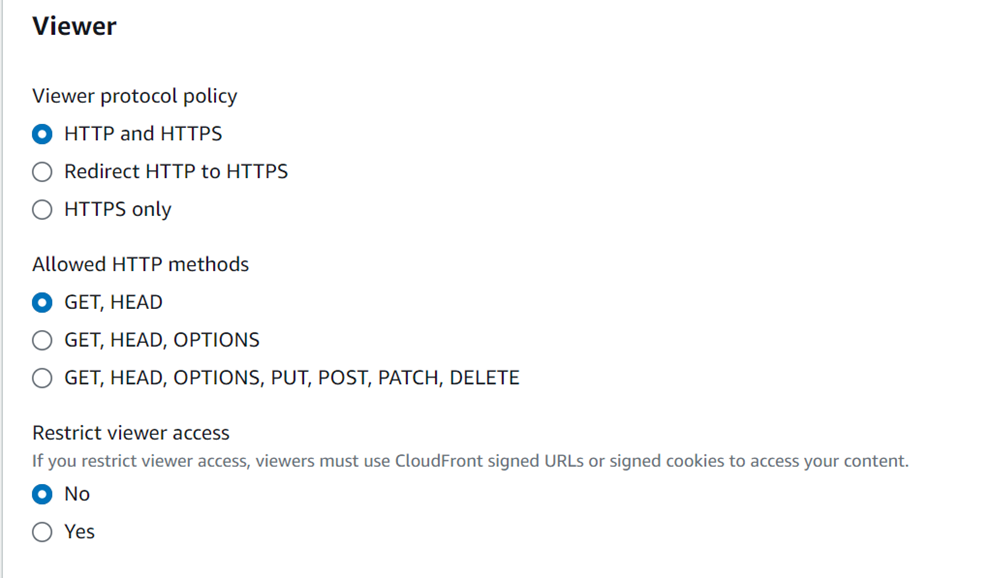 Viewer
Viewer protocol policy
HTTP and HTTPS
Redirect HTTP to HTTPS
HTTPS only
Allowed HTTP methods
GET, HEAD
GET, HEAD, OPTIONS
GET, HEAD, OPTIONS, PUT, POST, PATCH, DELETE
Restrict viewer access
If you restrict viewer access, viewers must use CloudFront signed URLs or signed cookies to access your content.
No
Yes